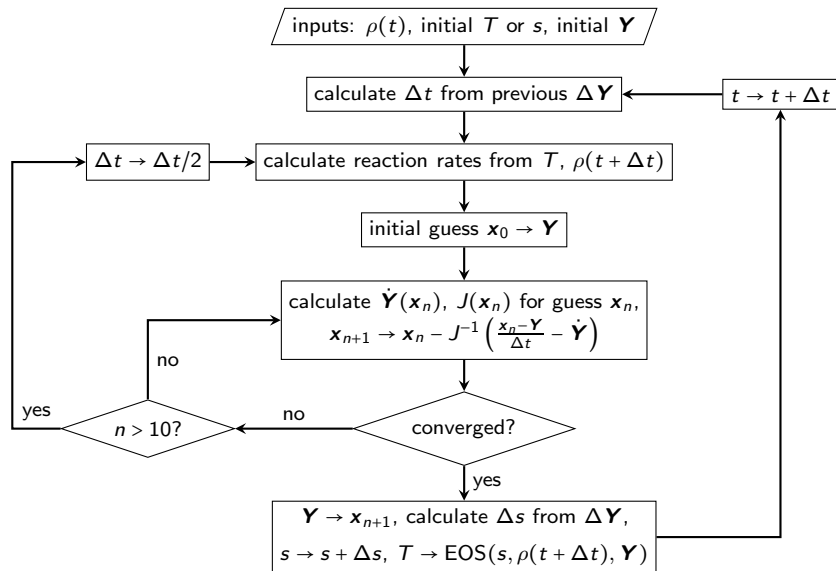 inputs: ρ(t), initial T or s, initial Y
calculate Δt from previous ΔY
t → t + Δt
Δt → Δt/2
calculate reaction rates from T, ρ(t + Δt)
initial guess x₀ → Y
calculate Ẏ(xₙ), J(xₙ) for guess xₙ,
xₙ₊₁ → xₙ − J⁻¹ ((xₙ−Y)/Δt − Ẏ)
no
yes
n > 10?
no
converged?
yes
Y → xₙ₊₁, calculate Δs from ΔY,
s → s + Δs, T → EOS(s, ρ(t + Δt), Y)